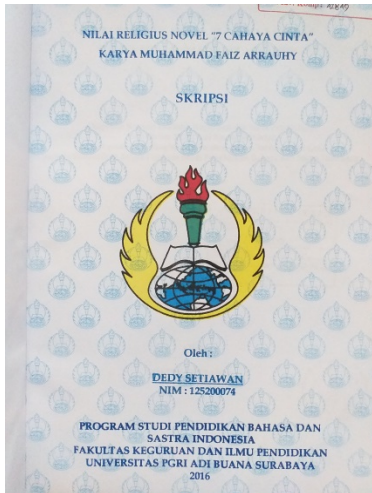 NILAI RELIGIUS NOVEL "7 CAHAYA CINTA"
KARYA MUHAMMAD FAIZ ARRAUHY
SKRIPSI
Oleh :
DEDY SETIAWAN
NIM : 125200074
PROGRAM STUDI PENDIDIKAN BAHASA DAN
SASTRA INDONESIA
FAKULTAS KEGURUAN DAN ILMU PENDIDIKAN
UNIVERSITAS PGRI ADI BUANA SURABAYA
2016